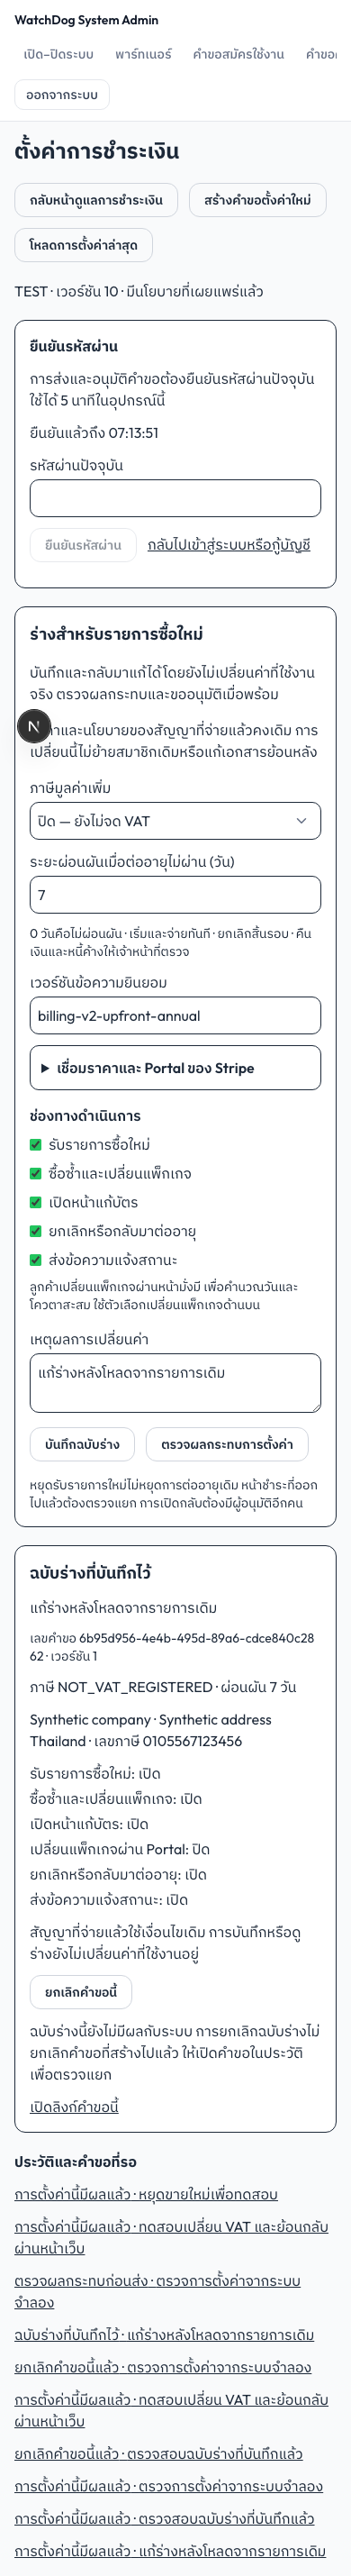 WatchDog System Admin
เปิด–ปิดระบบ พาร์ทเนอร์ คำขอสมัครใช้งาน
ออกจากระบบ
ตั้งค่าการชำระเงิน
กลับหน้าดูแลการชำระเงิน สร้างคำขอตั้งค่าใหม่
โหลดการตั้งค่าล่าสุด
TEST · เวอร์ชัน 10 · มีนโยบายที่เผยแพร่แล้ว
ยืนยันรหัสผ่าน
การส่งและอนุมัติคำขอต้องยืนยันรหัสผ่านปัจจุบัน
ใช้ได้ 5 นาทีในอุปกรณ์นี้
ยืนยันแล้วถึง 07:13:51
รหัสผ่านปัจจุบัน
ยืนยันรหัสผ่าน กลับไปเข้าสู่ระบบหรือกู้บัญชี
ร่างสำหรับรายการซื้อใหม่
บันทึกและกลับมาแก้ได้โดยยังไม่เปลี่ยนค่าที่ใช้งาน
จริง ตรวจผลกระทบและขออนุมัติเมื่อพร้อม
และนโยบายของสัญญาที่จ่ายแล้วคงเดิม การ
เปลี่ยนนี้ไม่ย้ายสมาชิกเดิมหรือแก้เอกสารย้อนหลัง
ภาษีมูลค่าเพิ่ม
ปิด — ยังไม่จด VAT
ระยะผ่อนผันเมื่อต่ออายุไม่ผ่าน (วัน)
7
0 วันคือไม่ผ่อนผัน · เริ่มและจ่ายทันที · ยกเลิกสิ้นรอบ · คืน
เงินและหนี้ค้างให้เจ้าหน้าที่ตรวจ
เวอร์ชันข้อความยินยอม
billing-v2-upfront-annual
▶ เชื่อมราคาและ Portal ของ Stripe
ช่องทางดำเนินการ
รับรายการซื้อใหม่
ซื้อซ้ำและเปลี่ยนแพ็กเกจ
เปิดหน้าแก้บัตร
ยกเลิกหรือกลับมาต่ออายุ
ส่งข้อความแจ้งสถานะ
ลูกค้าเปลี่ยนแพ็กเกจผ่านหน้ามั่งมี เพื่อคำนวณวันและ
โควตาสะสม ใช้ตัวเลือกเปลี่ยนแพ็กเกจด้านบน
เหตุผลการเปลี่ยนค่า
แก้ร่างหลังโหลดจากรายการเดิม
บันทึกฉบับร่าง ตรวจผลกระทบการตั้งค่า
หยุดรับรายการใหม่ไม่หยุดการต่ออายุเดิม หน้าชำระที่ออก
ไปแล้วต้องตรวจแยก การเปิดกลับต้องมีผู้อนุมัติอีกคน
ฉบับร่างที่บันทึกไว้
แก้ร่างหลังโหลดจากรายการเดิม
เลขคำขอ 6b95d956-4e4b-495d-89a6-cdce840c28
62 · เวอร์ชัน 1
ภาษี NOT_VAT_REGISTERED · ผ่อนผัน 7 วัน
Synthetic company · Synthetic address
Thailand · เลขภาษี 0105567123456
รับรายการซื้อใหม่: เปิด
ซื้อซ้ำและเปลี่ยนแพ็กเกจ: เปิด
เปิดหน้าแก้บัตร: เปิด
เปลี่ยนแพ็กเกจผ่าน Portal: ปิด
ยกเลิกหรือกลับมาต่ออายุ: เปิด
ส่งข้อความแจ้งสถานะ: เปิด
สัญญาที่จ่ายแล้วใช้เงื่อนไขเดิม การบันทึกหรือดู
ร่างยังไม่เปลี่ยนค่าที่ใช้งานอยู่
ยกเลิกคำขอนี้
ฉบับร่างนี้ยังไม่มีผลกับระบบ การยกเลิกฉบับร่างไม่
ยกเลิกคำขอที่สร้างไปแล้ว ให้เปิดคำขอในประวัติ
เพื่อตรวจแยก
เปิดลิงก์คำขอนี้
ประวัติและคำขอที่รอ
การตั้งค่านี้มีผลแล้ว · หยุดขายใหม่เพื่อทดสอบ
การตั้งค่านี้มีผลแล้ว · ทดสอบเปลี่ยน VAT และย้อนกลับ
ผ่านหน้าเว็บ
ตรวจผลกระทบก่อนส่ง · ตรวจการตั้งค่าจากระบบ
จำลอง
ฉบับร่างที่บันทึกไว้ · แก้ร่างหลังโหลดจากรายการเดิม
ยกเลิกคำขอนี้แล้ว · ตรวจการตั้งค่าจากระบบจำลอง
การตั้งค่านี้มีผลแล้ว · ทดสอบเปลี่ยน VAT และย้อนกลับ
ผ่านหน้าเว็บ
ยกเลิกคำขอนี้แล้ว · ตรวจสอบฉบับร่างที่บันทึกแล้ว
การตั้งค่านี้มีผลแล้ว · ตรวจการตั้งค่าจากระบบจำลอง
การตั้งค่านี้มีผลแล้ว · ตรวจสอบฉบับร่างที่บันทึกแล้ว
การตั้งค่านี้มีผลแล้ว · แก้ร่างหลังโหลดจากรายการเดิม